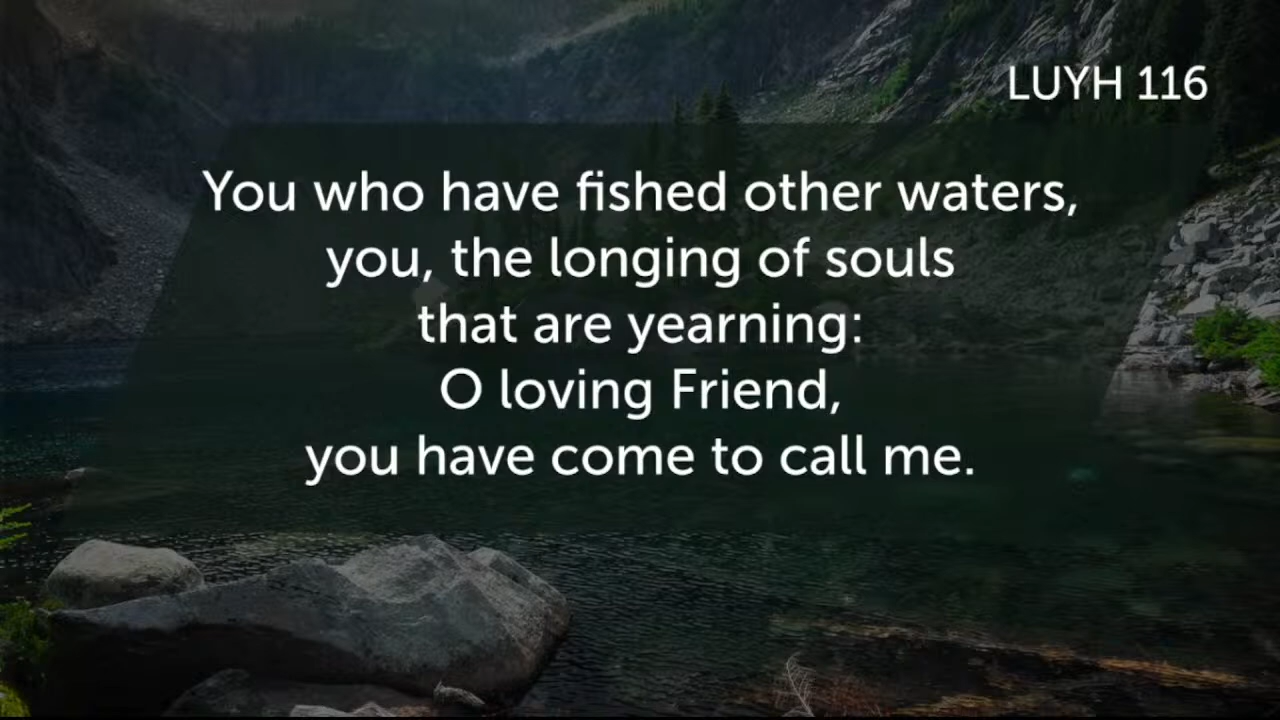 LUYH 116
You who have fished other waters,
you, the longing of souls
that are yearning:
O loving Friend,
you have come to call me.